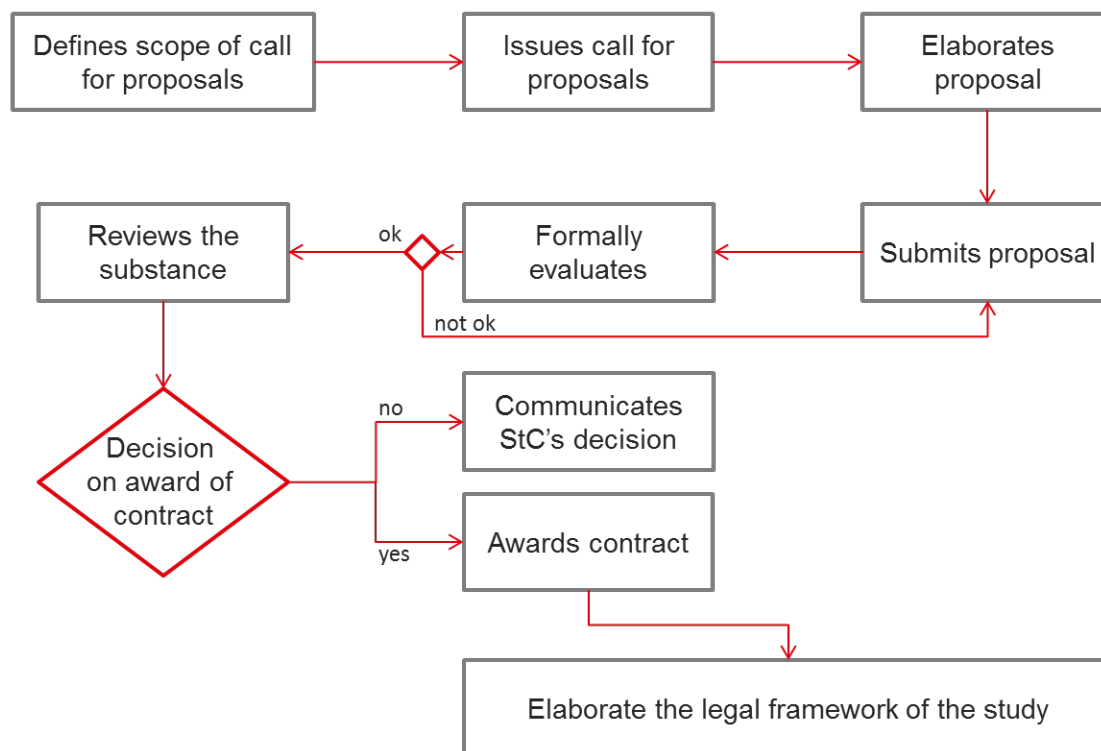 Defines scope of call
for proposals
Issues call for
proposals
Elaborates
proposal
Reviews the
substance
ok
Formally
evaluates
Submits proposal
not ok
Decision
on award of
contract
no
Communicates
StC’s decision
yes
Awards contract
Elaborate the legal framework of the study